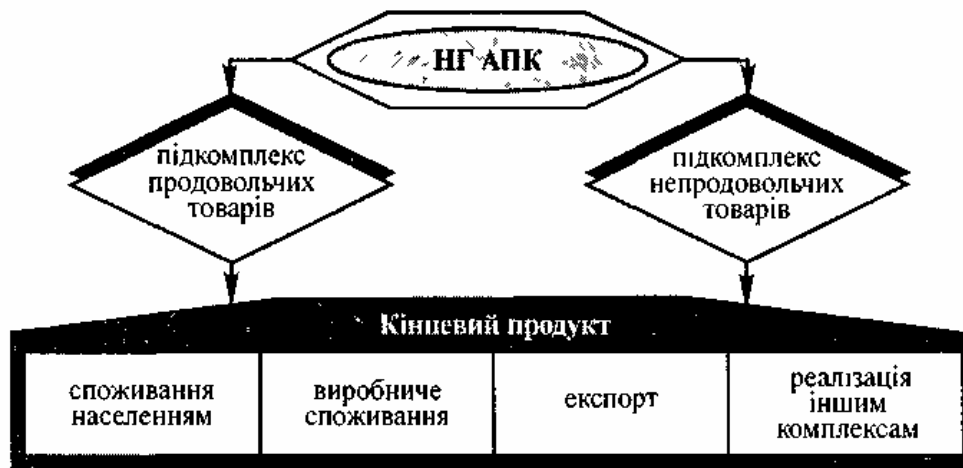 НГ АПК
підкомплекс
продовольчих
товарів
підкомплекс
непродовольчих
товарів
Кінцевий продукт
споживання
населенням
виробниче
споживання
експорт
реалізація
іншим
комплексам